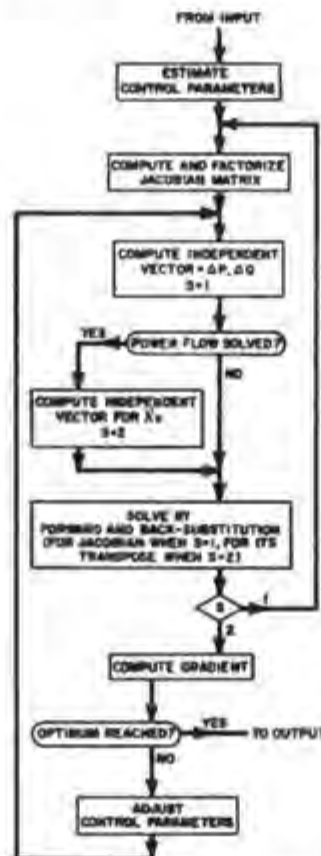 FROM INPUT
ESTIMATE
CONTROL PARAMETERS
COMPUTE AND FACTORIZE
JACOBIAN MATRIX
COMPUTE INDEPENDENT
VECTOR = ΔP, ΔQ
S=1
POWER FLOW SOLVED?
YES
NO
COMPUTE INDEPENDENT
VECTOR FOR
S=2
SOLVE BY
FORWARD AND BACK-SUBSTITUTION
(FOR JACOBIAN WHEN S=1, FOR ITS
TRANSPOSE WHEN S=2)
S
1
2
COMPUTE GRADIENT
OPTIMUM REACHED?
YES
TO OUTPUT
NO
ADJUST
CONTROL PARAMETERS